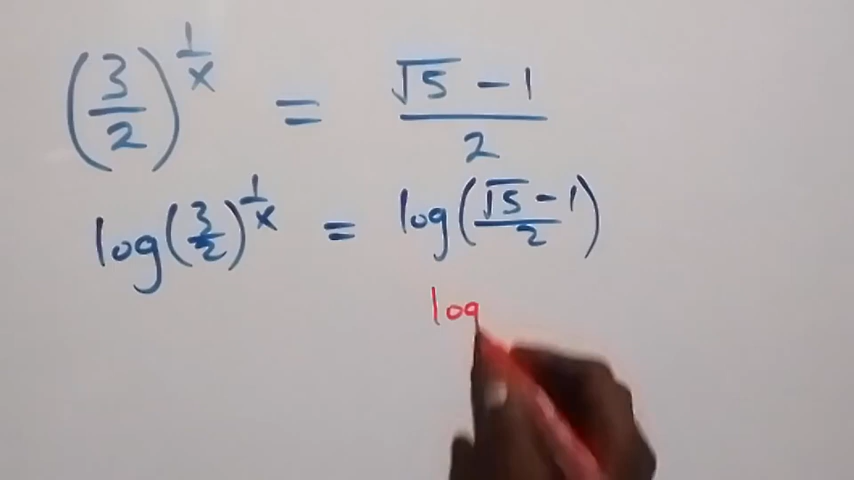 (3/2)^(1/x) = (√5 - 1)/2
log(3/2)^(1/x) = log((√5 - 1)/2)
log